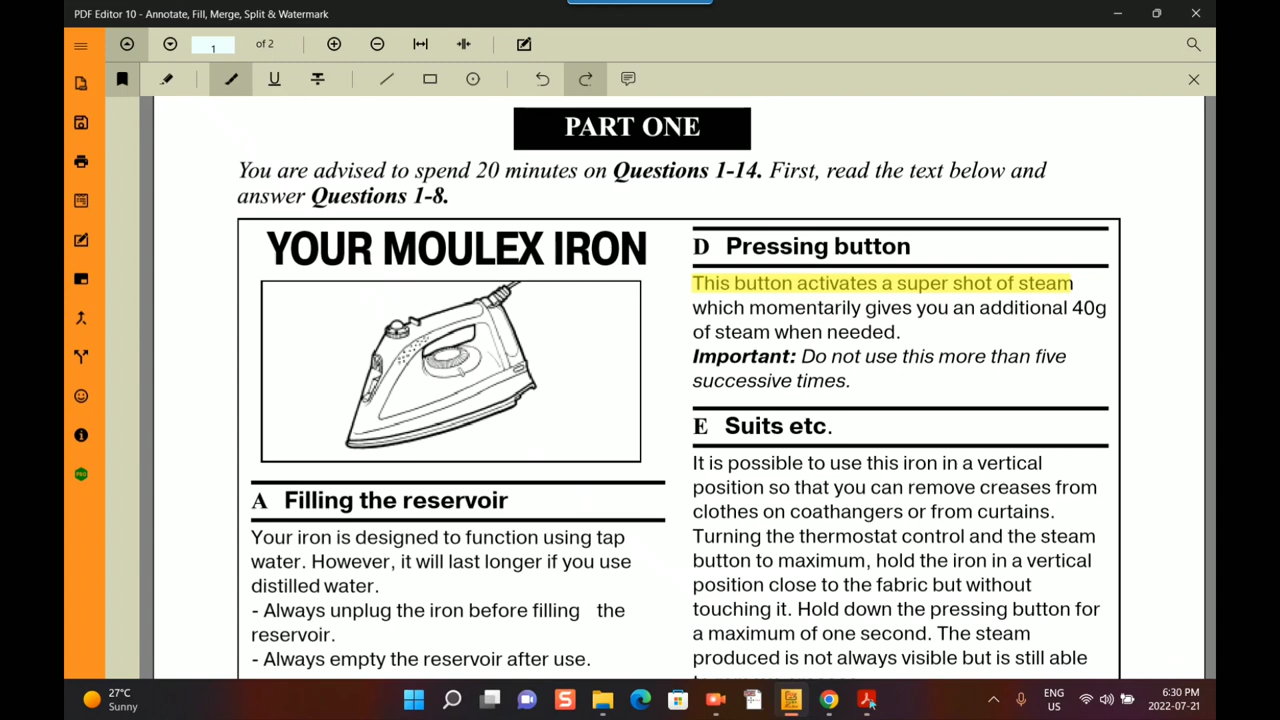 PDF Editor 10 - Annotate, Fill, Merge, Split & Watermark
1 of 2
PART ONE
You are advised to spend 20 minutes on Questions 1-14. First, read the text below and
answer Questions 1-8.
YOUR MOULEX IRON
A Filling the reservoir
Your iron is designed to function using tap
water. However, it will last longer if you use
distilled water.
- Always unplug the iron before filling the
reservoir.
- Always empty the reservoir after use.
D Pressing button
This button activates a super shot of steam
which momentarily gives you an additional 40g
of steam when needed.
Important: Do not use this more than five
successive times.
E Suits etc.
It is possible to use this iron in a vertical
position so that you can remove creases from
clothes on coathangers or from curtains.
Turning the thermostat control and the steam
button to maximum, hold the iron in a vertical
position close to the fabric but without
touching it. Hold down the pressing button for
a maximum of one second. The steam
produced is not always visible but is still able
27°C
Sunny
ENG
US
6:30 PM
2022-07-21